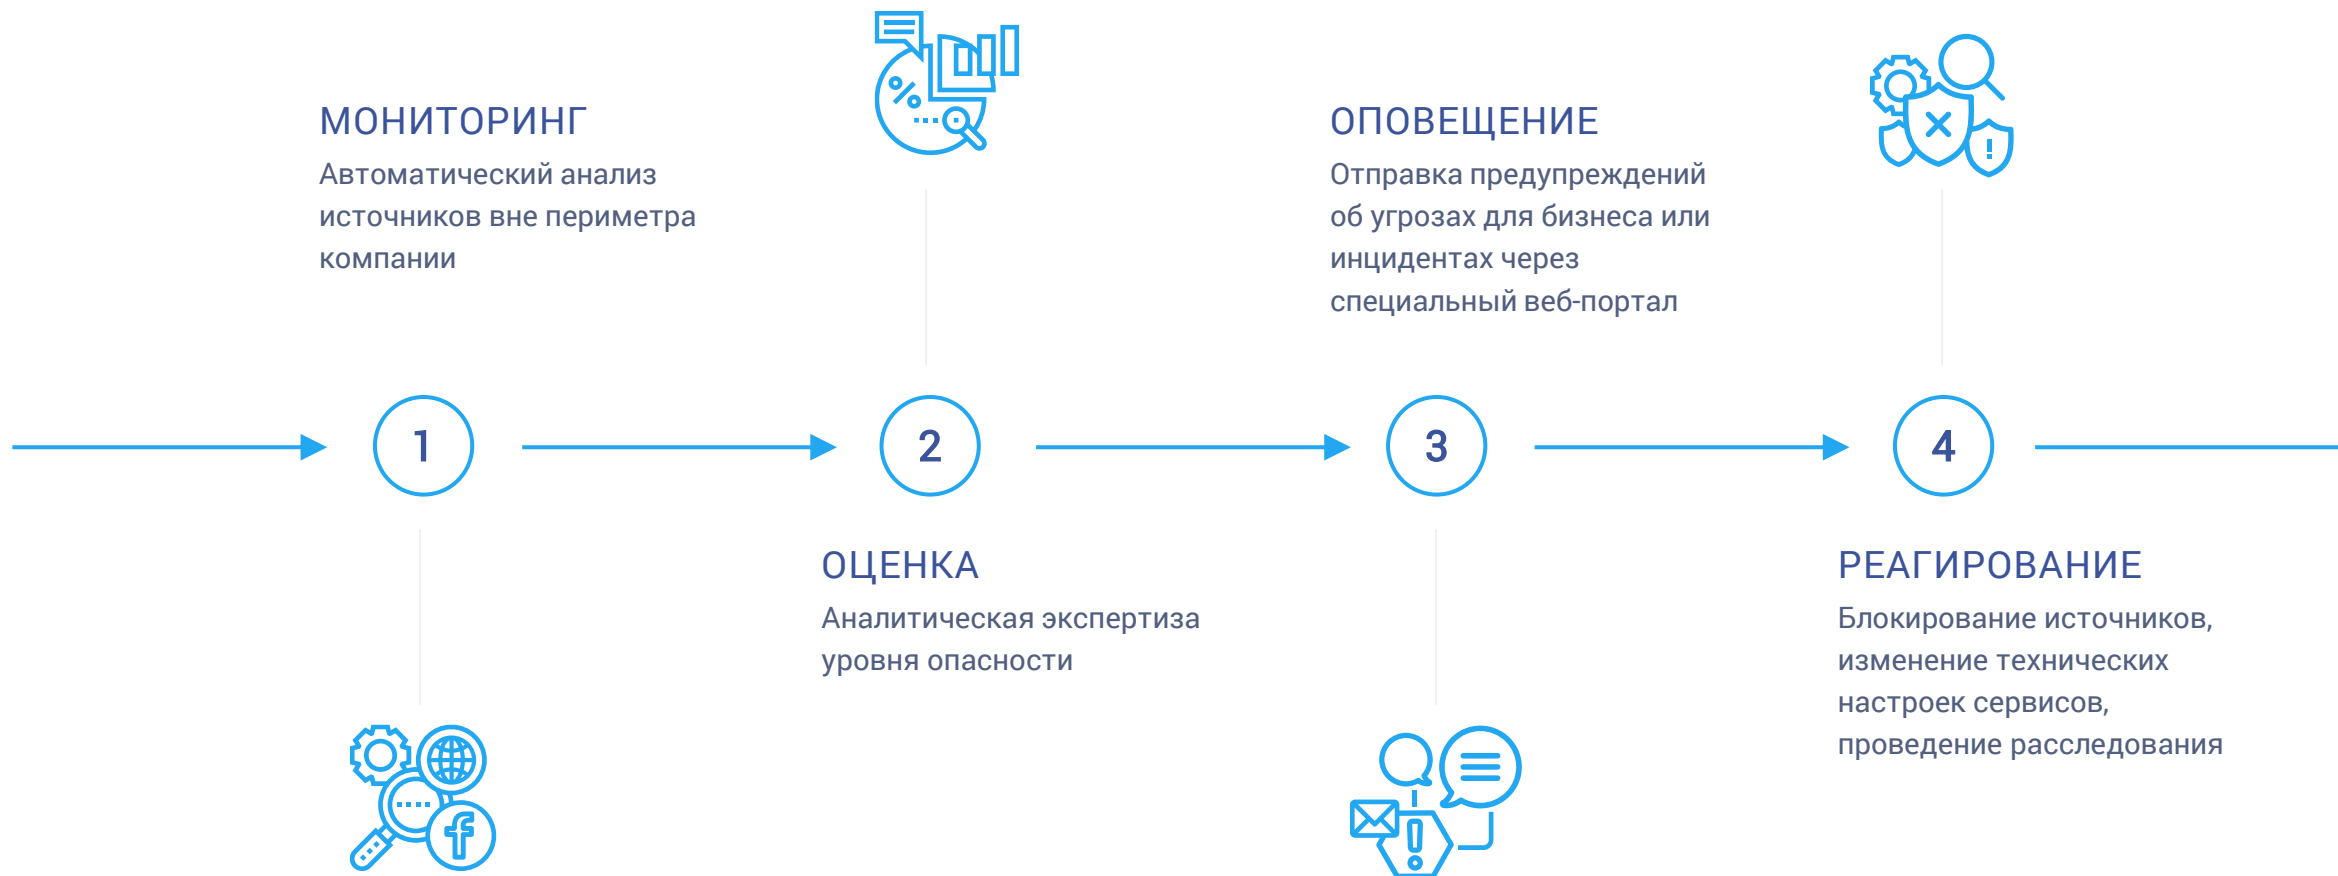 МОНИТОРИНГ
Автоматический анализ
источников вне периметра
компании
1
2
ОЦЕНКА
Аналитическая экспертиза
уровня опасности
ОПОВЕЩЕНИЕ
Отправка предупреждений
об угрозах для бизнеса или
инцидентах через
специальный веб-портал
3
4
РЕАГИРОВАНИЕ
Блокирование источников,
изменение технических
настроек сервисов,
проведение расследования